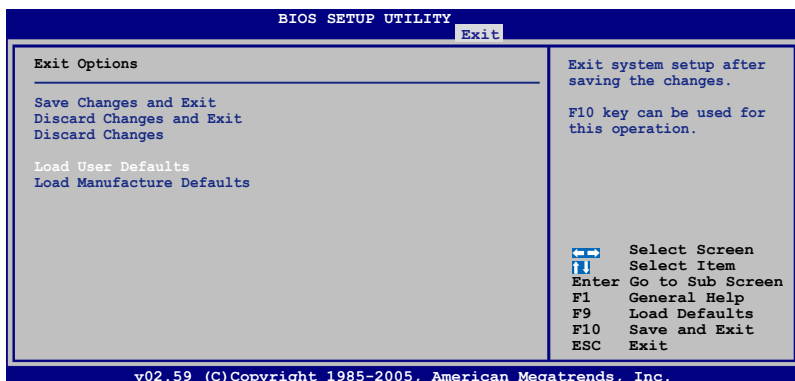 BIOS SETUP UTILITY
Exit
Exit Options
Save Changes and Exit
Discard Changes and Exit
Discard Changes
Load User Defaults
Load Manufacture Defaults
Exit system setup after
saving the changes.
F10 key can be used for
this operation.
←→ Select Screen
↑↓ Select Item
Enter Go to Sub Screen
F1 General Help
F9 Load Defaults
F10 Save and Exit
ESC Exit
v02.59 (C)Copyright 1985-2005, American Megatrends, Inc.